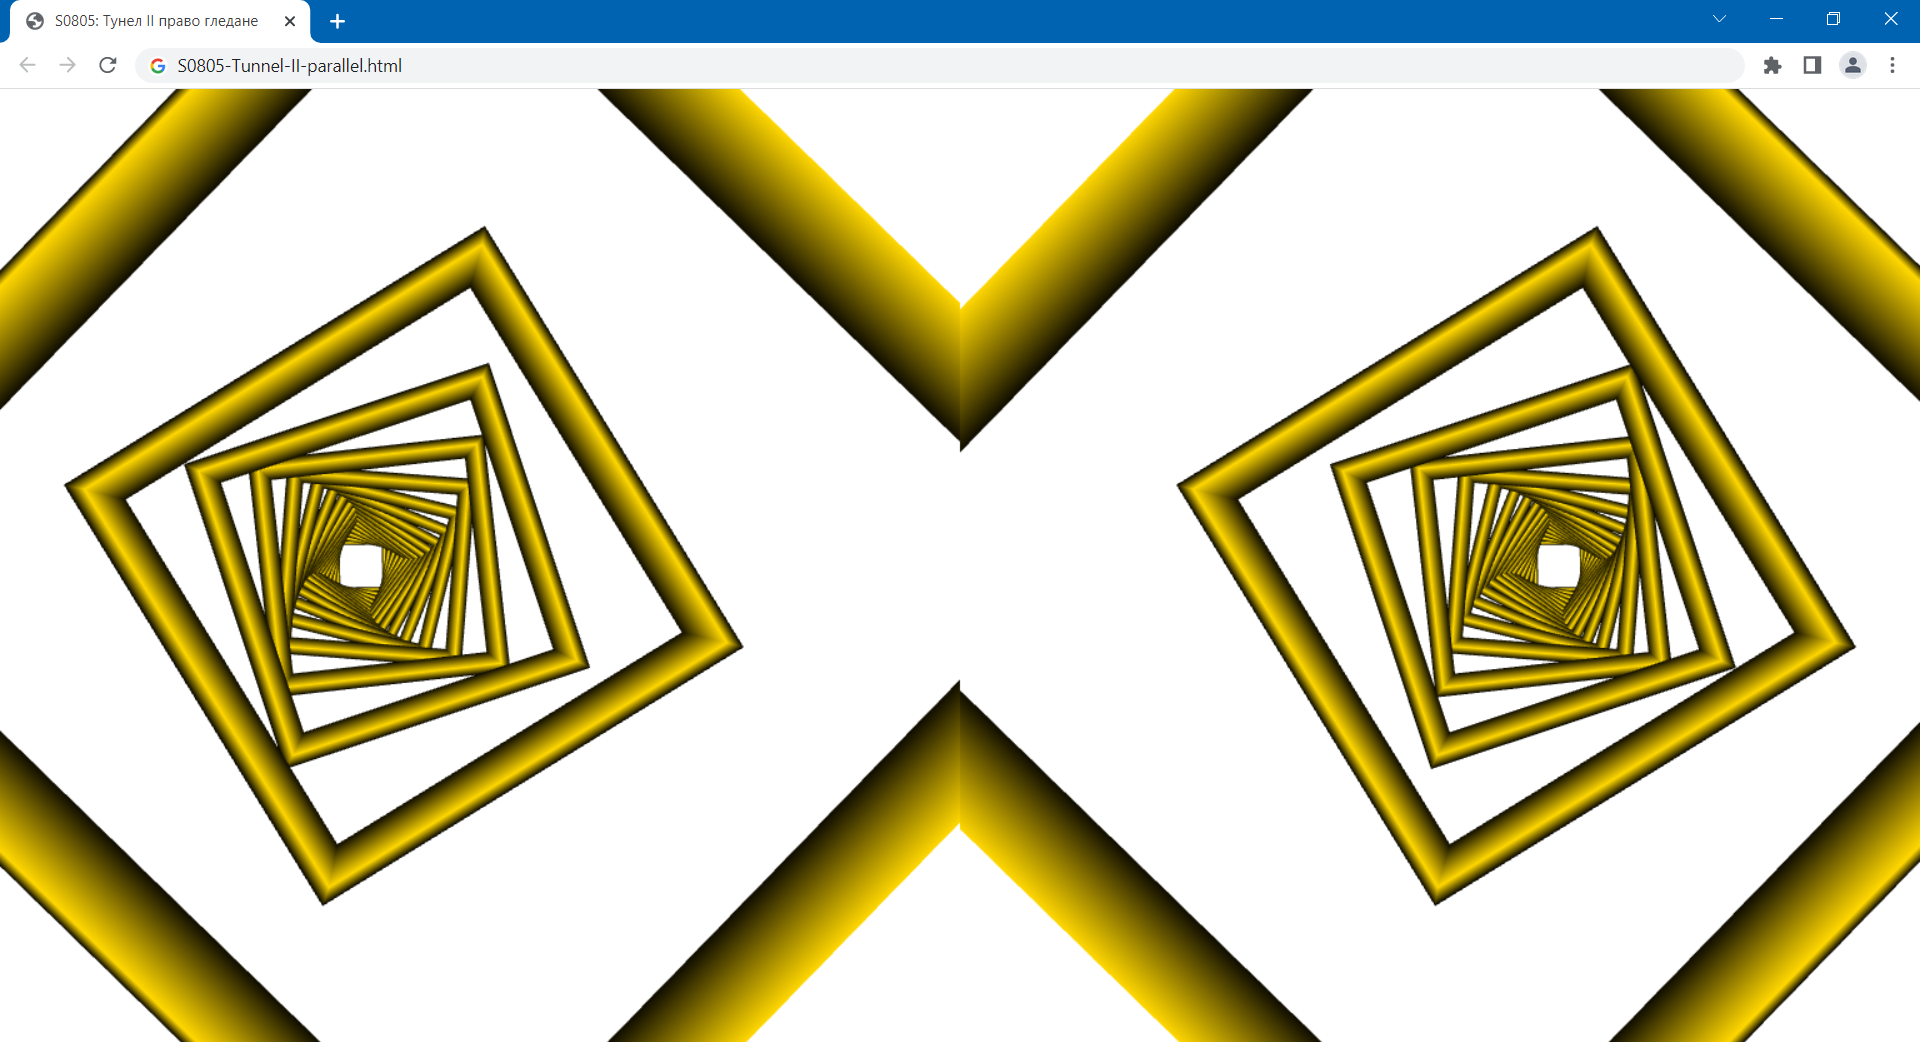 S0805: Тунел II право гледане
S0805-Tunnel-II-parallel.html